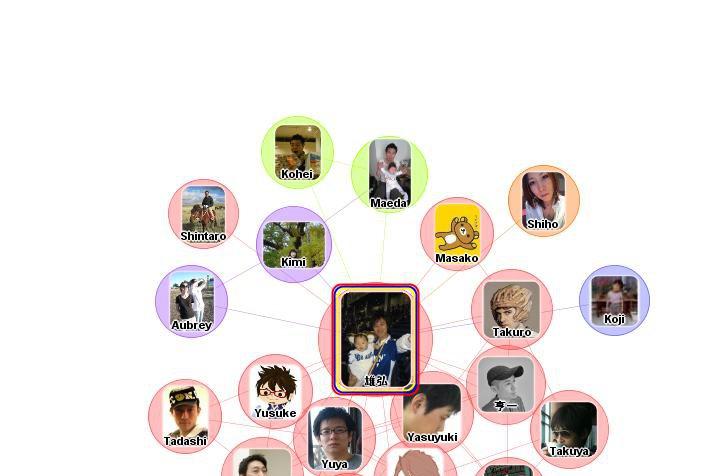 Kohei
Maeda
Shintaro
Shiho
Kimi
Masako
Aubrey
Koji
Takuro
雄弘
亨一
Yusuke
Yasuyuki
Tadashi
Takuya
Yuya